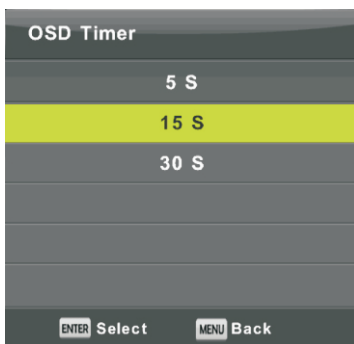 OSD Timer
5 S
15 S
30 S
ENTER Select MENU Back